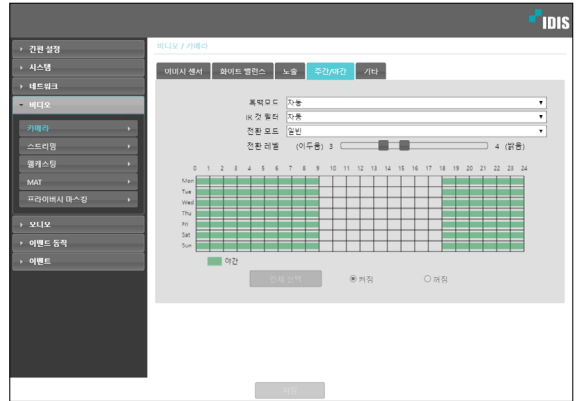 IDIS
간편 설정
시스템
네트워크
비디오
카메라
스트리밍
웹캐스팅
MAT
프라이버시 마스킹
오디오
이벤트 동작
이벤트
비디오 / 카메라
이미지 센서 화이트 밸런스 노출 주간/야간 기타
흑백모드 자동
IR 컷 필터 자동
전환 모드 일반
전환 레벨 (어두움) 3 4 (밝음)
0 1 2 3 4 5 6 7 8 9 10 11 12 13 14 15 16 17 18 19 20 21 22 23 24
Mon
Tue
Wed
Thu
Fri
Sat
Sun
야간
전체 선택 켜짐 꺼짐
저장